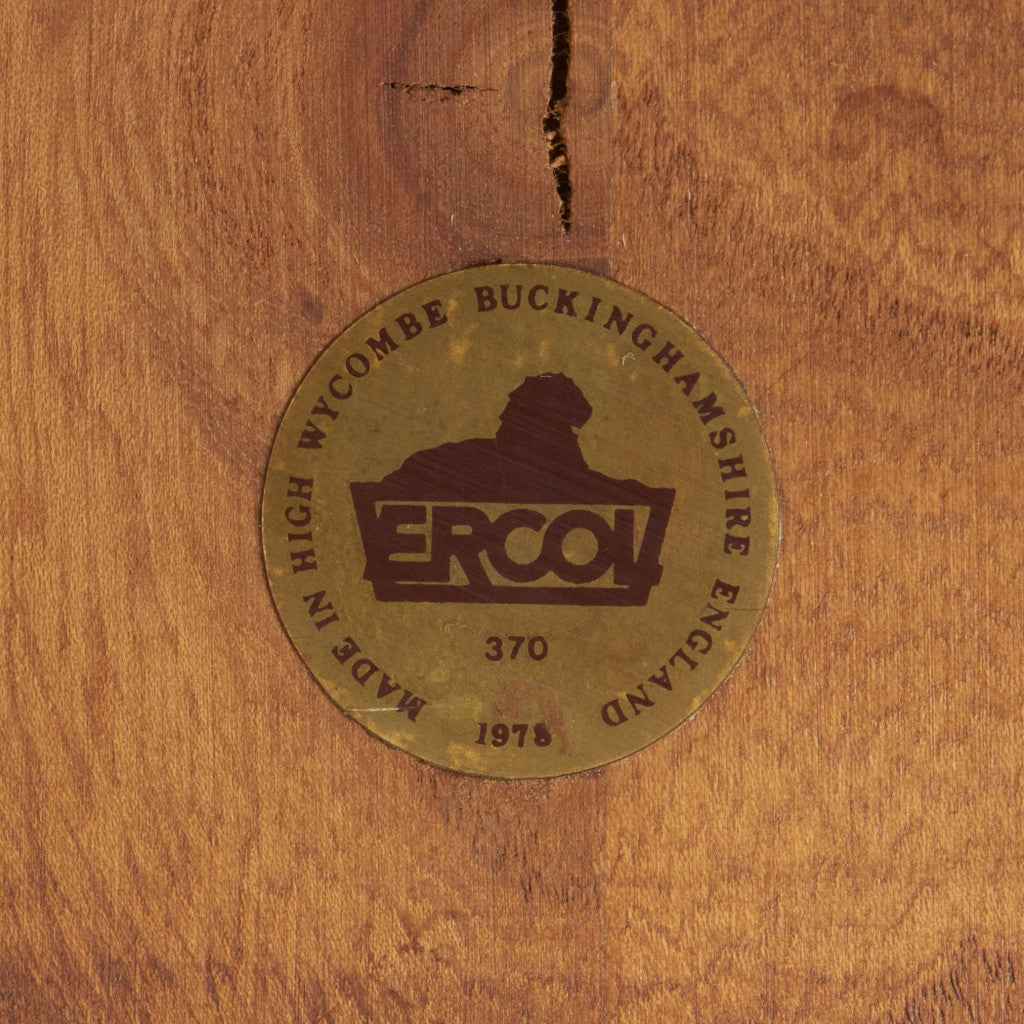 MADE IN HIGH WYCOMBE BUCKINGHAMSHIRE ENGLAND
ERCOL
370
1978